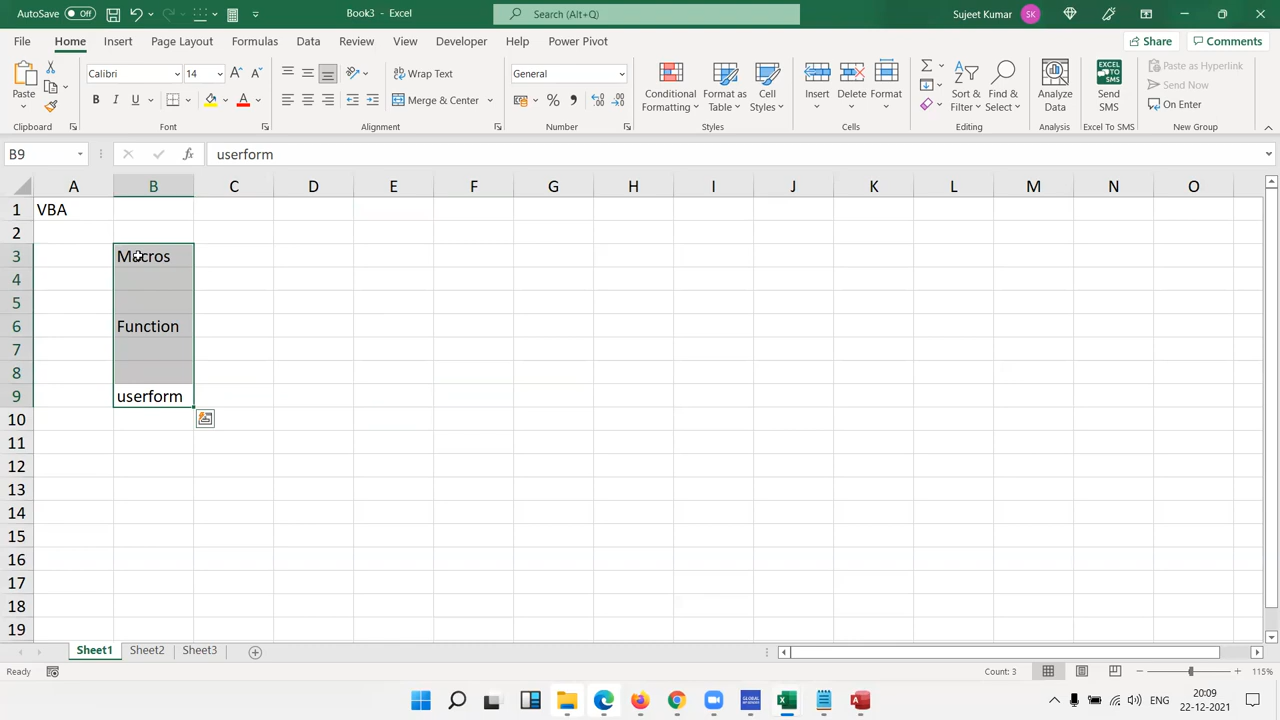 AutoSave Off Book3 - Excel Search (Alt+Q) Sujeet Kumar SK
File Home Insert Page Layout Formulas Data Review View Developer Help Power Pivot Share Comments
Paste Calibri 14 Wrap Text General Conditional Formatting Format as Table Cell Styles Insert Delete Format Sort & Filter Find & Select Analyze Data Send SMS Paste as Hyperlink
B I U A Merge & Center % Send Now
On Enter
Clipboard Font Alignment Number Styles Cells Editing Analysis Excel To SMS New Group
B9 fx userform
A B C D E F G H I J K L M N O
1 VBA
2
3 Macros
4
5
6 Function
7
8
9 userform
10
11
12
13
14
15
16
17
18
19
Sheet1 Sheet2 Sheet3
Ready Count: 3 115%
ENG 20:09
22-12-2021